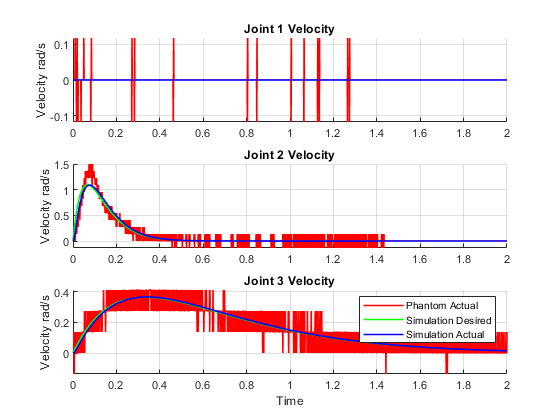 Joint 1 Velocity
Velocity rad/s
0.1
0
-0.1
0 0.2 0.4 0.6 0.8 1 1.2 1.4 1.6 1.8 2
Joint 2 Velocity
Velocity rad/s
1.5
1
0.5
0
0 0.2 0.4 0.6 0.8 1 1.2 1.4 1.6 1.8 2
Joint 3 Velocity
Velocity rad/s
0.4
0.2
0
Phantom Actual
Simulation Desired
Simulation Actual
0 0.2 0.4 0.6 0.8 1 1.2 1.4 1.6 1.8 2
Time